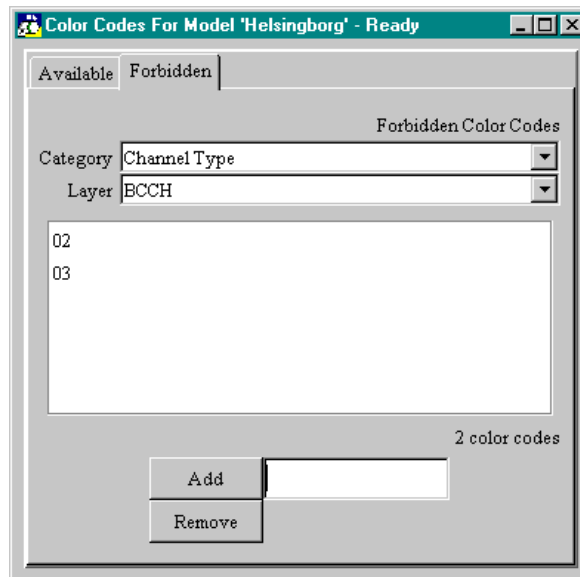 Color Codes For Model 'Helsingborg' - Ready
Available Forbidden
Forbidden Color Codes
Category Channel Type
Layer BCCH
02
03
2 color codes
Add
Remove